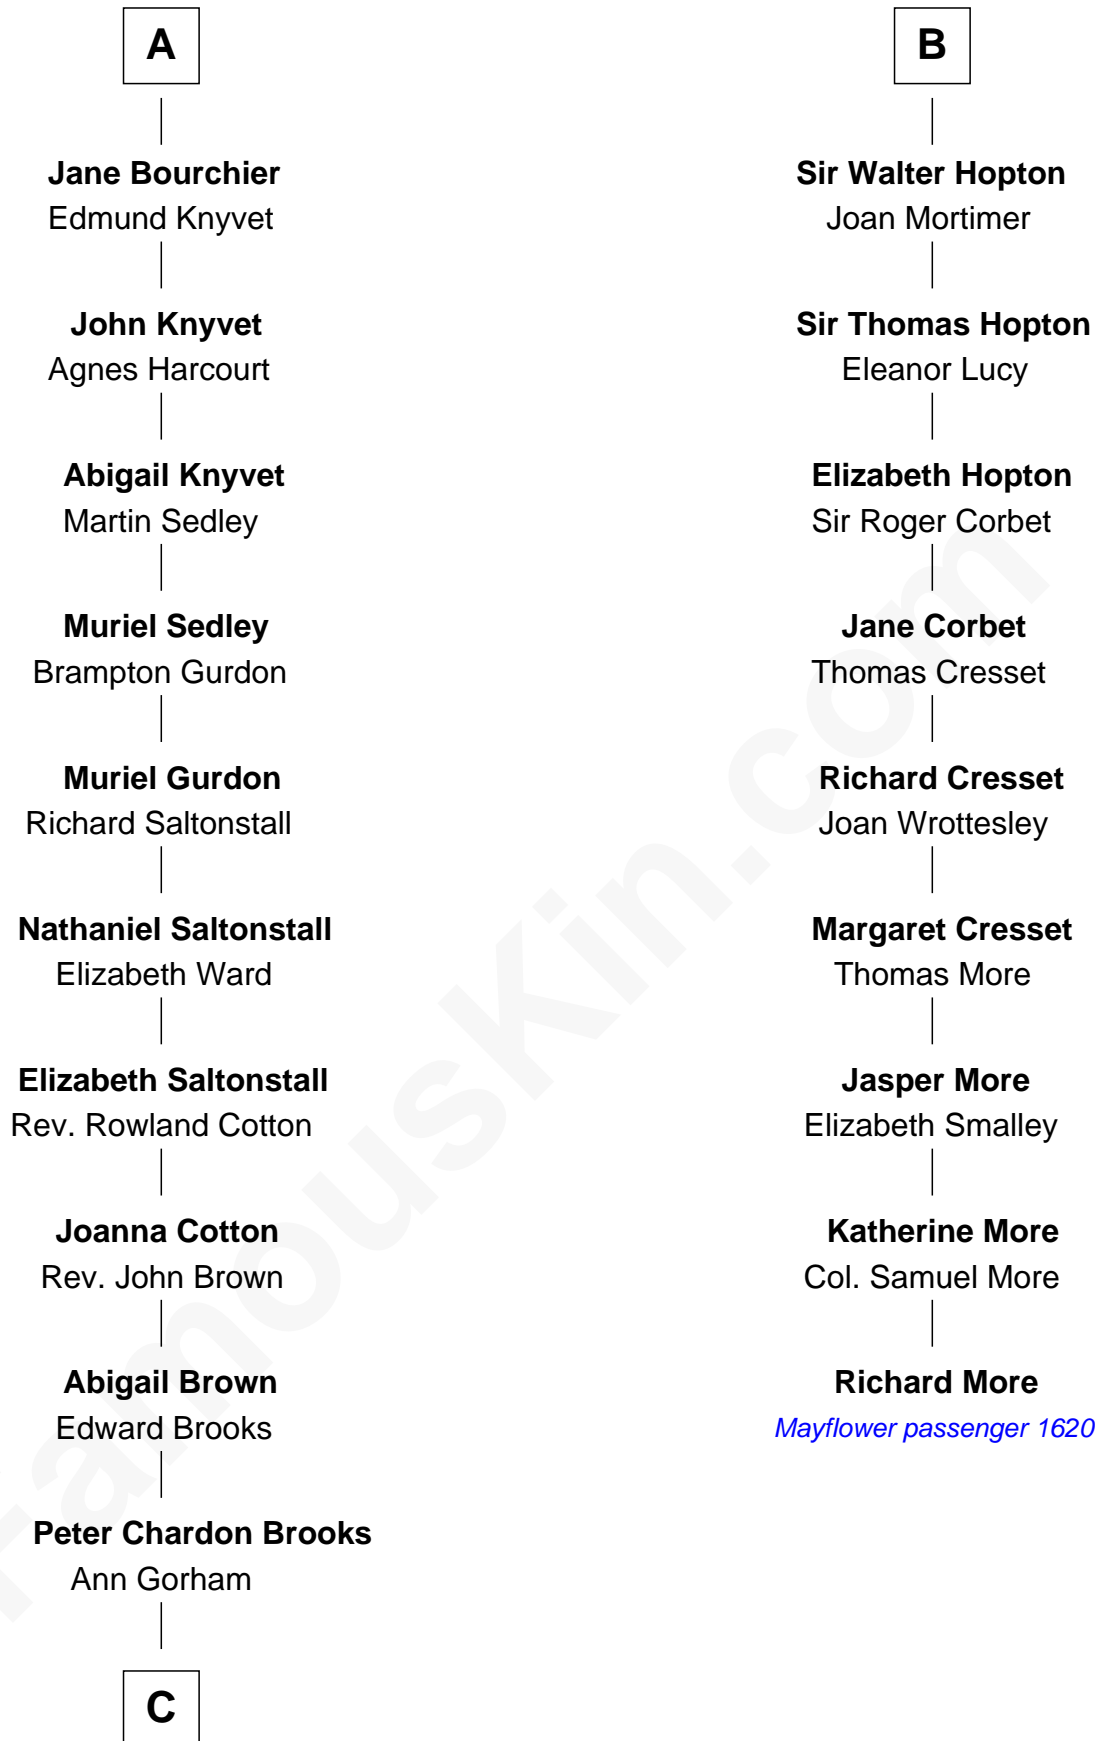 A
Jane Bourchier
Edmund Knyvet
John Knyvet
Agnes Harcourt
Abigail Knyvet
Martin Sedley
Muriel Sedley
Brampton Gurdon
Muriel Gurdon
Richard Saltonstall
Nathaniel Saltonstall
Elizabeth Ward
Elizabeth Saltonstall
Rev. Rowland Cotton
Joanna Cotton
Rev. John Brown
Abigail Brown
Edward Brooks
Peter Chardon Brooks
Ann Gorham
C
B
Sir Walter Hopton
Joan Mortimer
Sir Thomas Hopton
Eleanor Lucy
Elizabeth Hopton
Sir Roger Corbet
Jane Corbet
Thomas Cresset
Richard Cresset
Joan Wrottesley
Margaret Cresset
Thomas More
Jasper More
Elizabeth Smalley
Katherine More
Col. Samuel More
Richard More
Mayflower passenger 1620
FamousKin.com